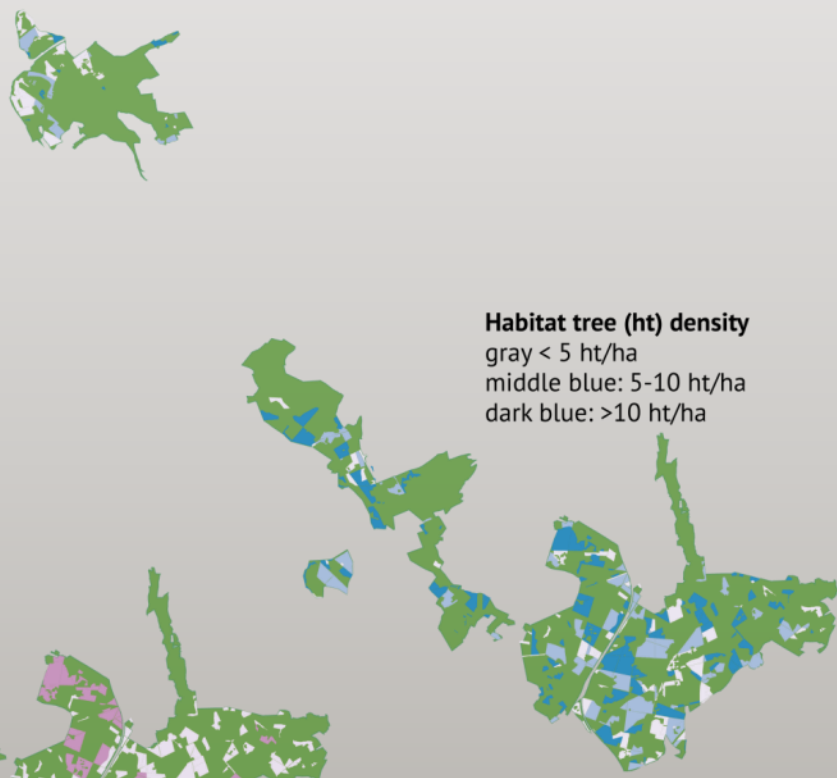 Habitat tree (ht) density
gray < 5 ht/ha
middle blue: 5-10 ht/ha
dark blue: >10 ht/ha